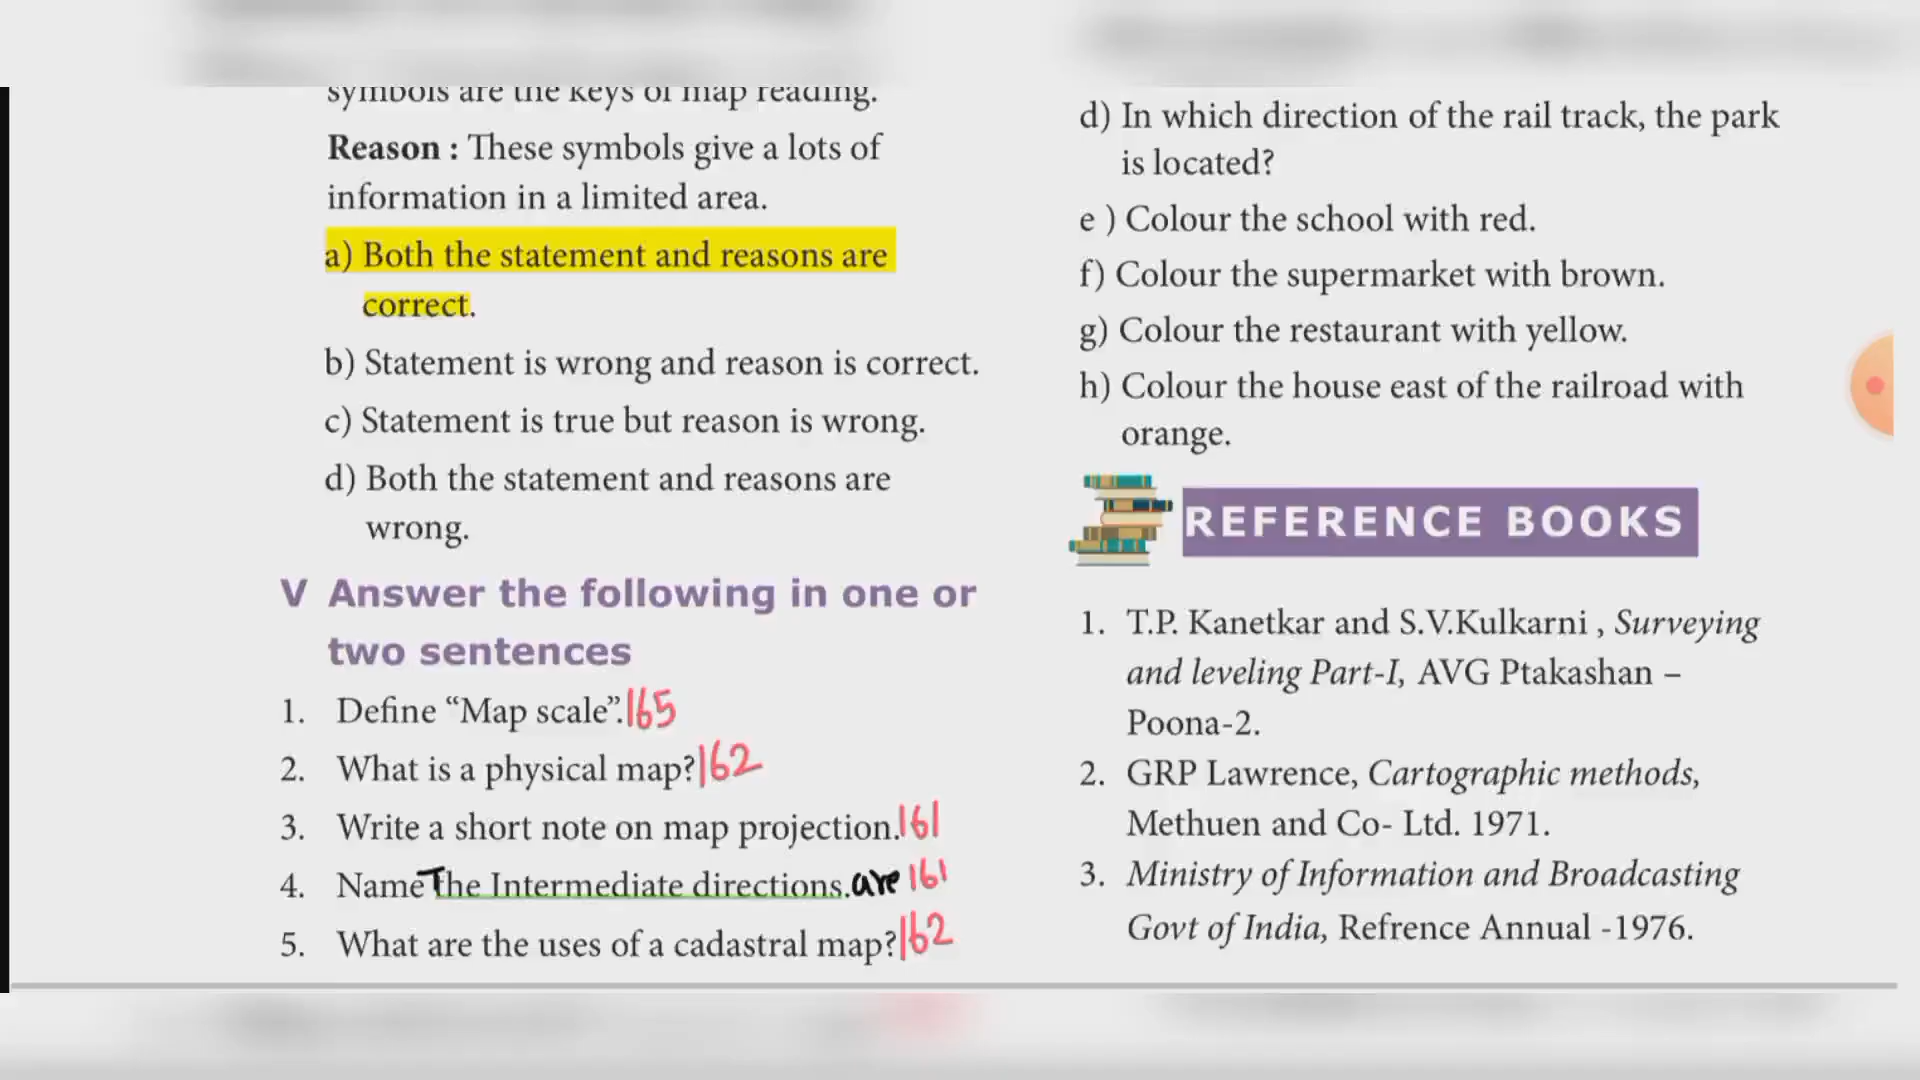 symbols are the keys of map reading.
Reason : These symbols give a lots of
information in a limited area.
a) Both the statement and reasons are
correct.
b) Statement is wrong and reason is correct.
c) Statement is true but reason is wrong.
d) Both the statement and reasons are
wrong.
V Answer the following in one or
two sentences
1. Define “Map scale”. 165
2. What is a physical map? 162
3. Write a short note on map projection. 161
4. Name The Intermediate directions. are 161
5. What are the uses of a cadastral map? 162
d) In which direction of the rail track, the park
is located?
e ) Colour the school with red.
f) Colour the supermarket with brown.
g) Colour the restaurant with yellow.
h) Colour the house east of the railroad with
orange.
REFERENCE BOOKS
1. T.P. Kanetkar and S.V.Kulkarni , Surveying
and leveling Part-I, AVG Ptakashan –
Poona-2.
2. GRP Lawrence, Cartographic methods,
Methuen and Co- Ltd. 1971.
3. Ministry of Information and Broadcasting
Govt of India, Refrence Annual -1976.